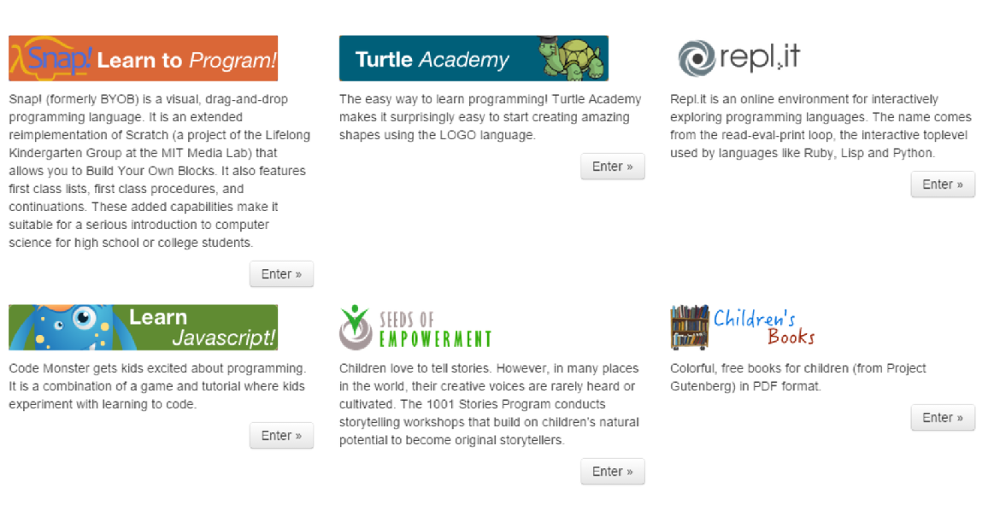 Snap! Learn to Program!
Snap! (formerly BYOB) is a visual, drag-and-drop
programming language. It is an extended
reimplementation of Scratch (a project of the Lifelong
Kindergarten Group at the MIT Media Lab) that
allows you to Build Your Own Blocks. It also features
first class lists, first class procedures, and
continuations. These added capabilities make it
suitable for a serious introduction to computer
science for high school or college students.
Enter »
Turtle Academy
The easy way to learn programming! Turtle Academy
makes it surprisingly easy to start creating amazing
shapes using the LOGO language.
Enter »
repl.it
Repl.it is an online environment for interactively
exploring programming languages. The name comes
from the read-eval-print loop, the interactive toplevel
used by languages like Ruby, Lisp and Python.
Enter »
Learn
Javascript!
Code Monster gets kids excited about programming.
It is a combination of a game and tutorial where kids
experiment with learning to code.
Enter »
SEEDS OF
EMPOWERMENT
Children love to tell stories. However, in many places
in the world, their creative voices are rarely heard or
cultivated. The 1001 Stories Program conducts
storytelling workshops that build on children's natural
potential to become original storytellers.
Enter »
Children's
Books
Colorful, free books for children (from Project
Gutenberg) in PDF format.
Enter »